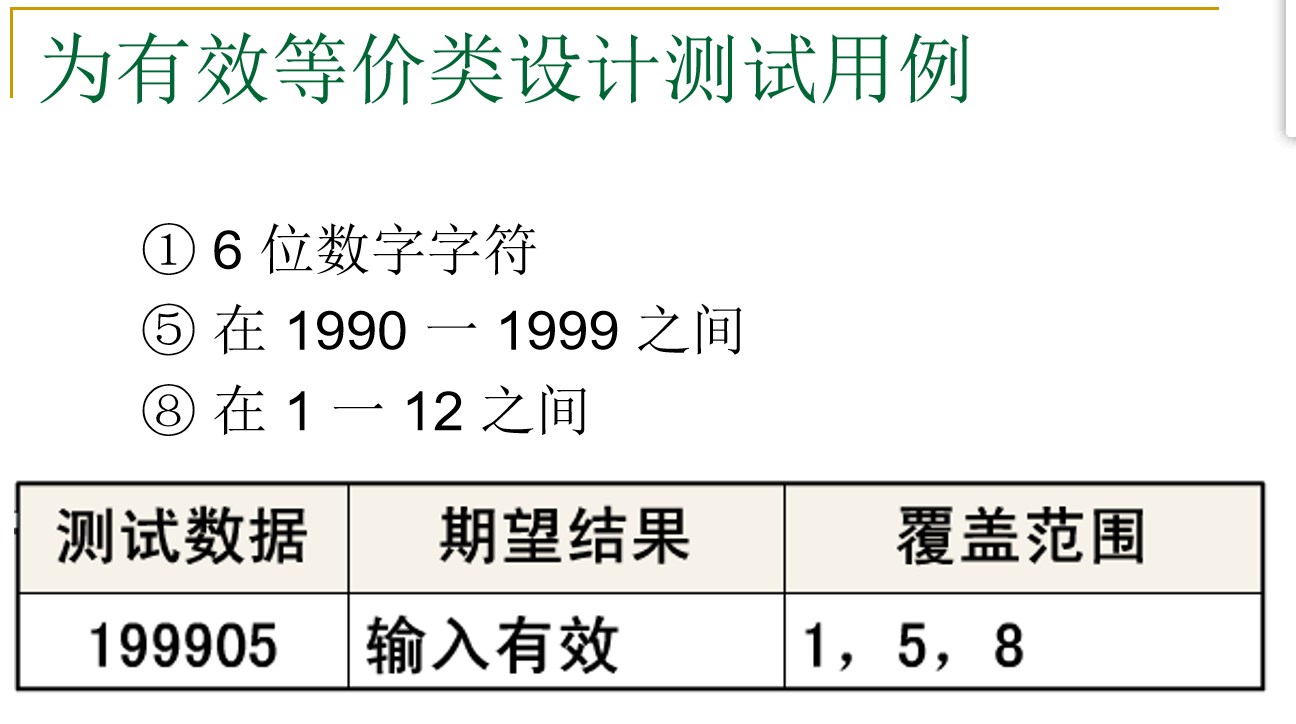 为有效等价类设计测试用例
① 6 位数字字符
⑤ 在 1990 一 1999 之间
⑧ 在 1 一 12 之间
测试数据 期望结果 覆盖范围
199905 输入有效 1，5，8